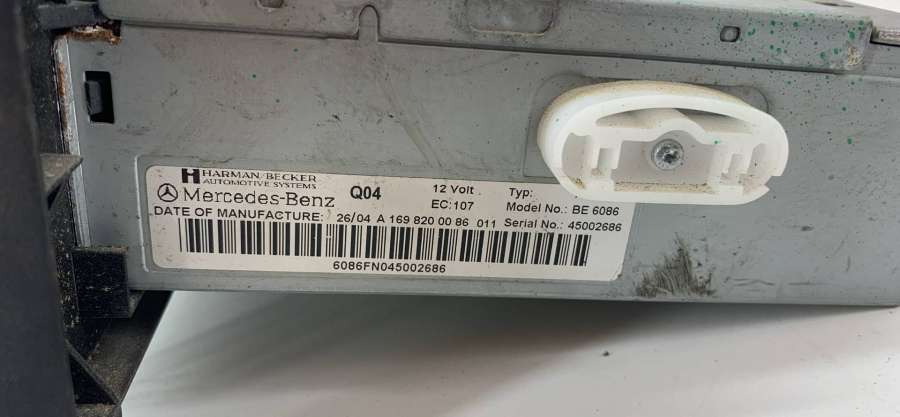 HARMAN/BECKER
AUTOMOTIVE SYSTEMS
Mercedes-Benz Q04 12 Volt Typ:
EC:107 Model No.: BE 6086
DATE OF MANUFACTURE: 26/04 A 169 820 00 86 011 Serial No.: 45002686
6086FN045002686